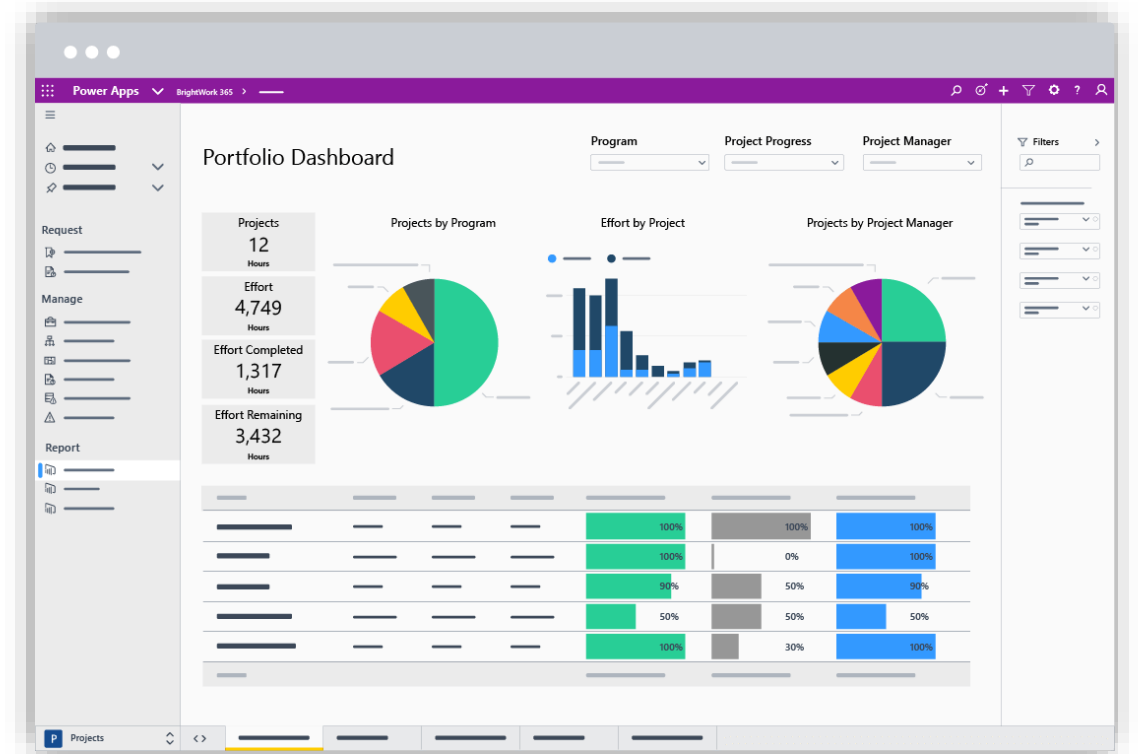 Power Apps BrightWork 365 > ?
Portfolio Dashboard
Program Project Progress Project Manager
Filters
Request
Manage
Report
Projects
12
Hours
Effort
4,749
Hours
Effort Completed
1,317
Hours
Effort Remaining
3,432
Hours
Projects by Program
Effort by Project
Projects by Project Manager
100% 100% 100%
100% 0% 100%
90% 50% 90%
50% 50% 50%
100% 30% 100%
P Projects